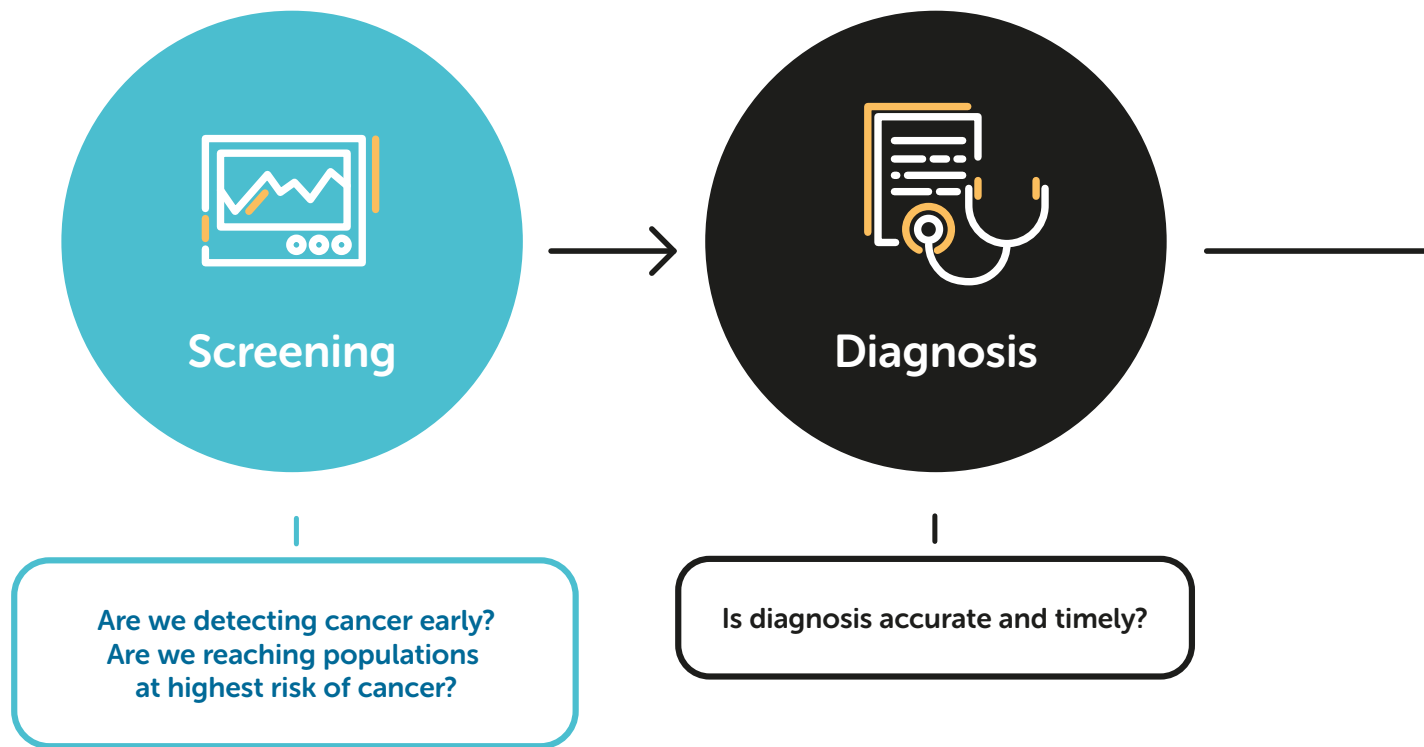 Screening
Diagnosis
Are we detecting cancer early?
Are we reaching populations
at highest risk of cancer?
Is diagnosis accurate and timely?